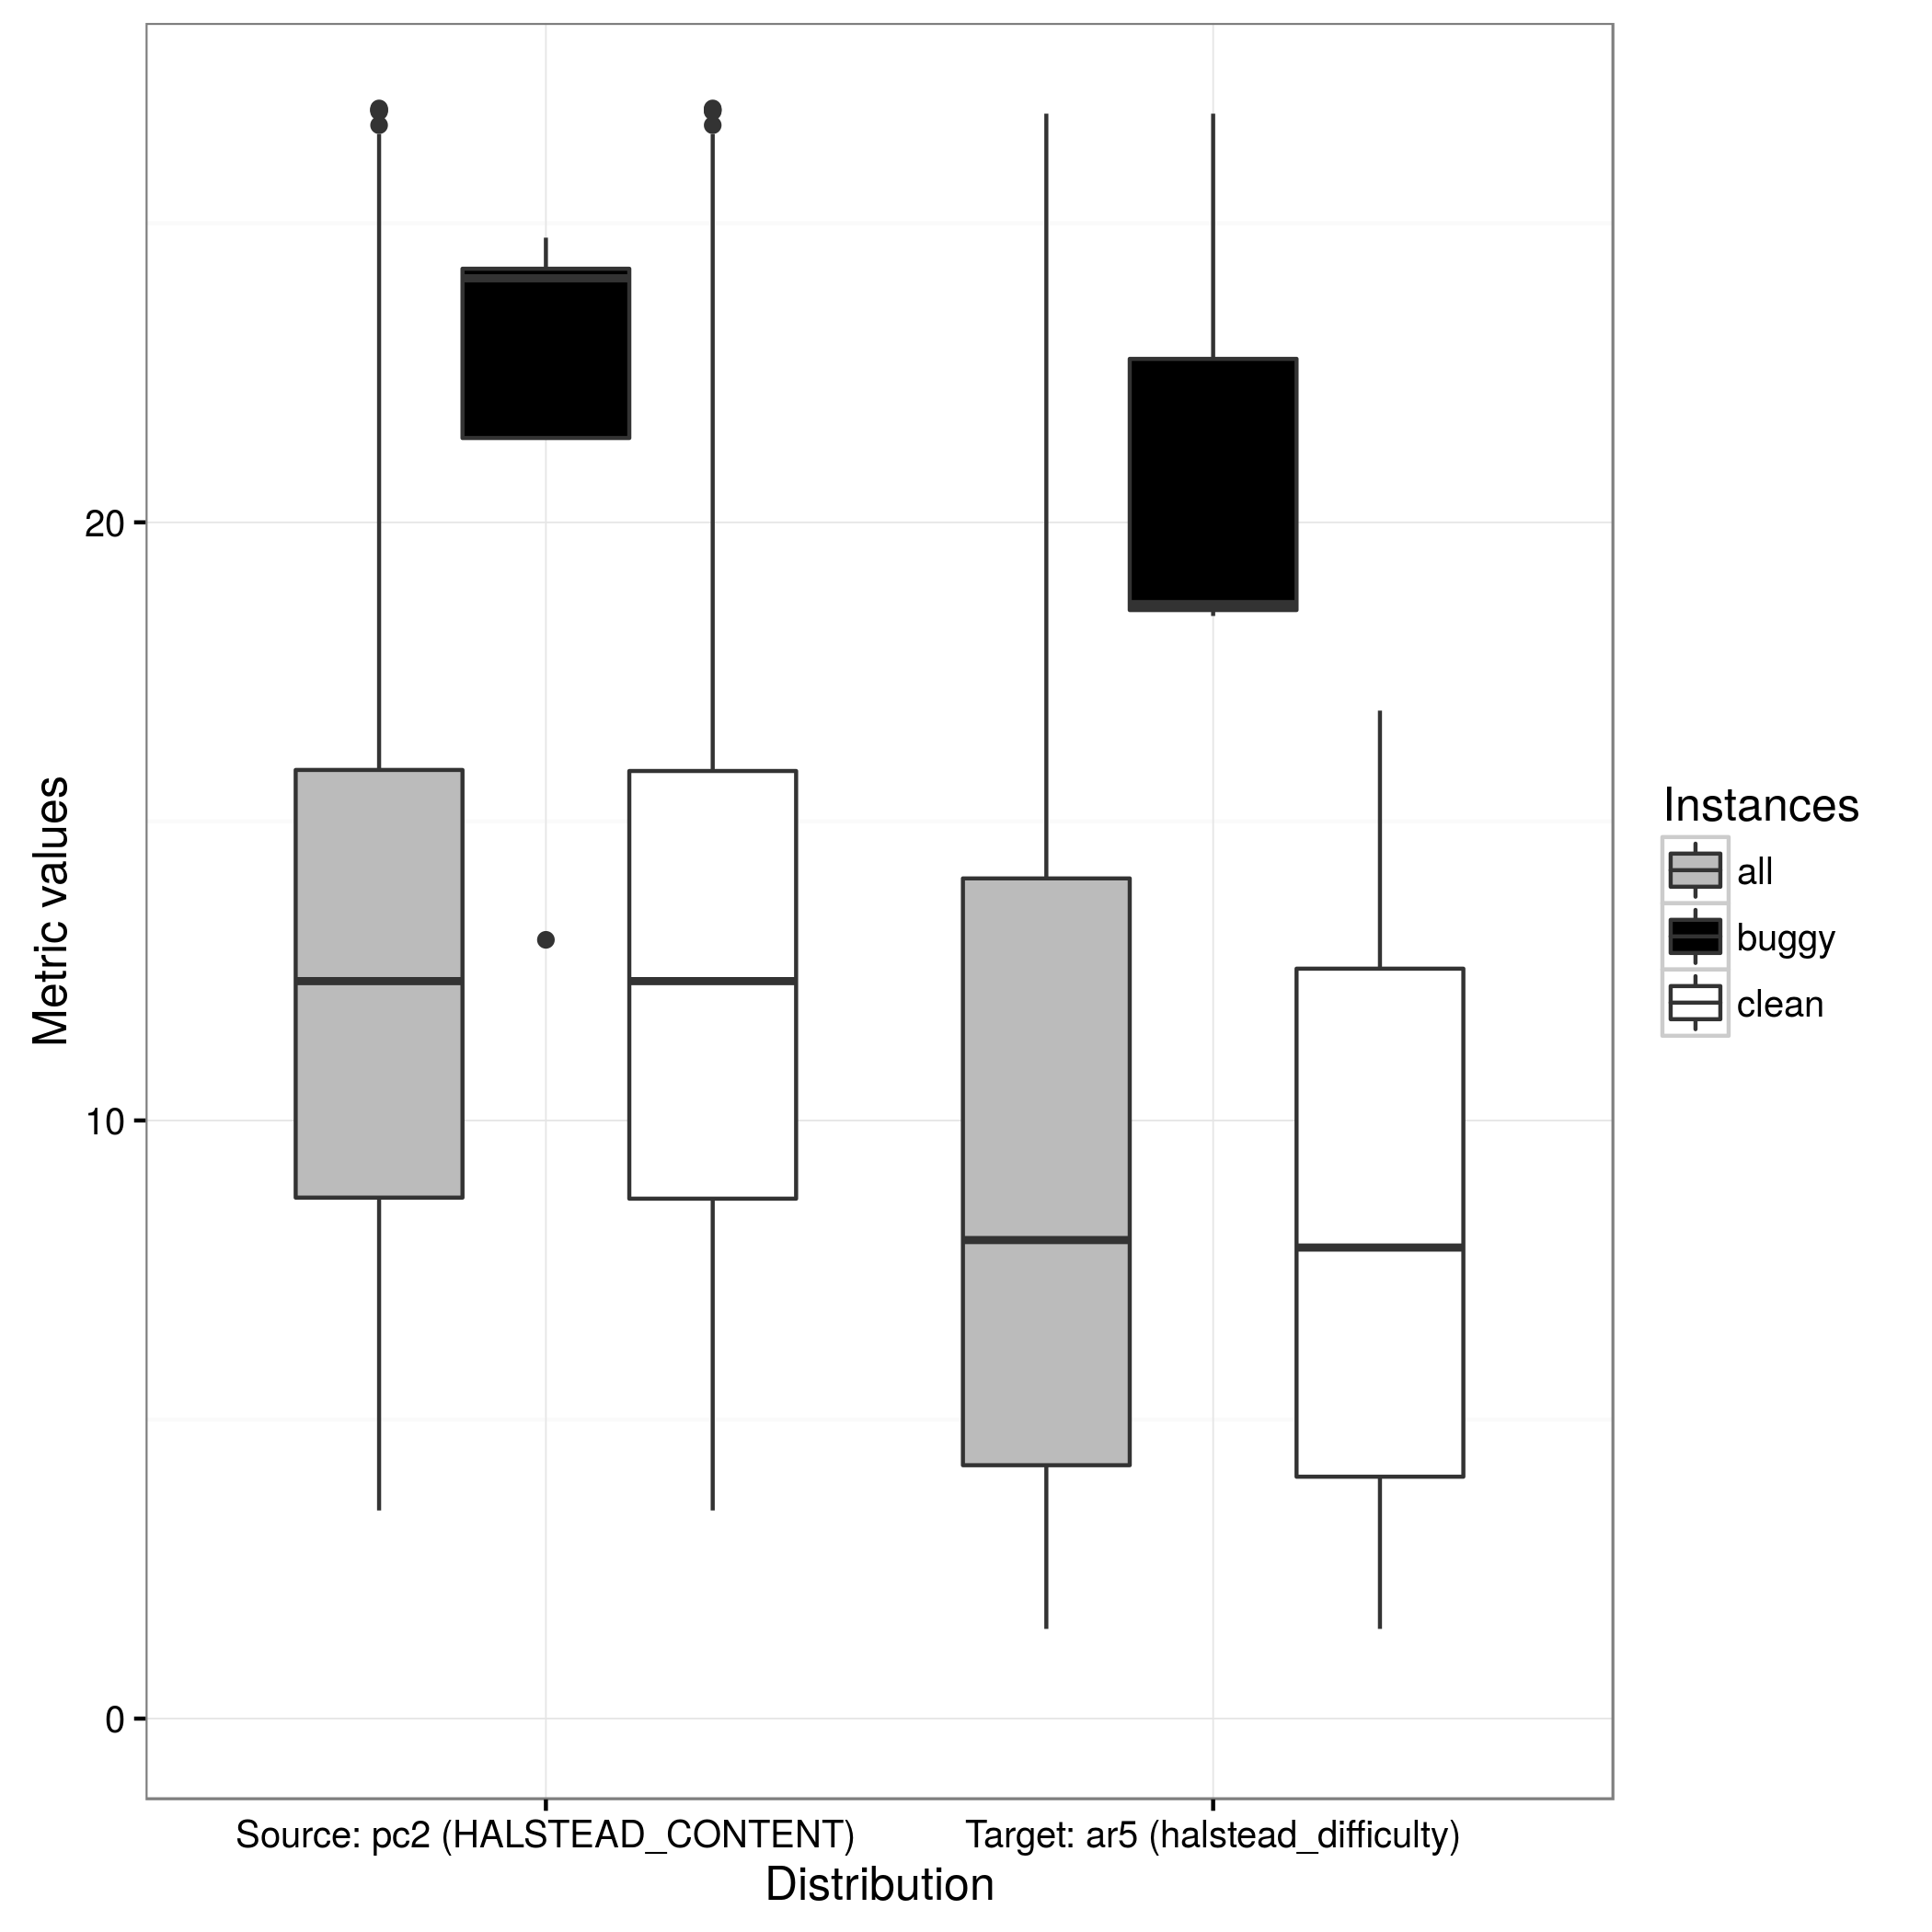 Metric values
20
10
0
Source: pc2 (HALSTEAD_CONTENT)
Target: ar5 (halstead_difficulty)
Distribution
Instances
all
buggy
clean